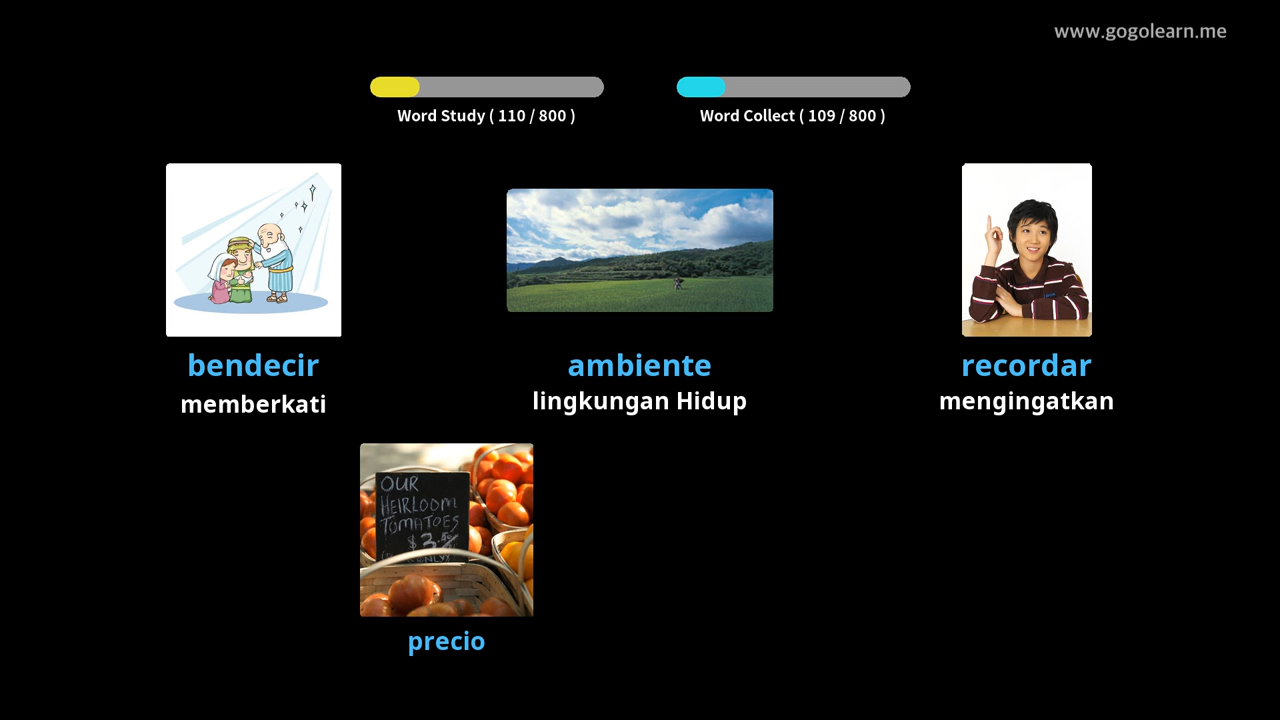 www.gogolearn.me
Word Study ( 110 / 800 )
Word Collect ( 109 / 800 )
bendecir
memberkati
ambiente
lingkungan Hidup
recordar
mengingatkan
OUR
HEIRLOOM
TOMATOES
precio